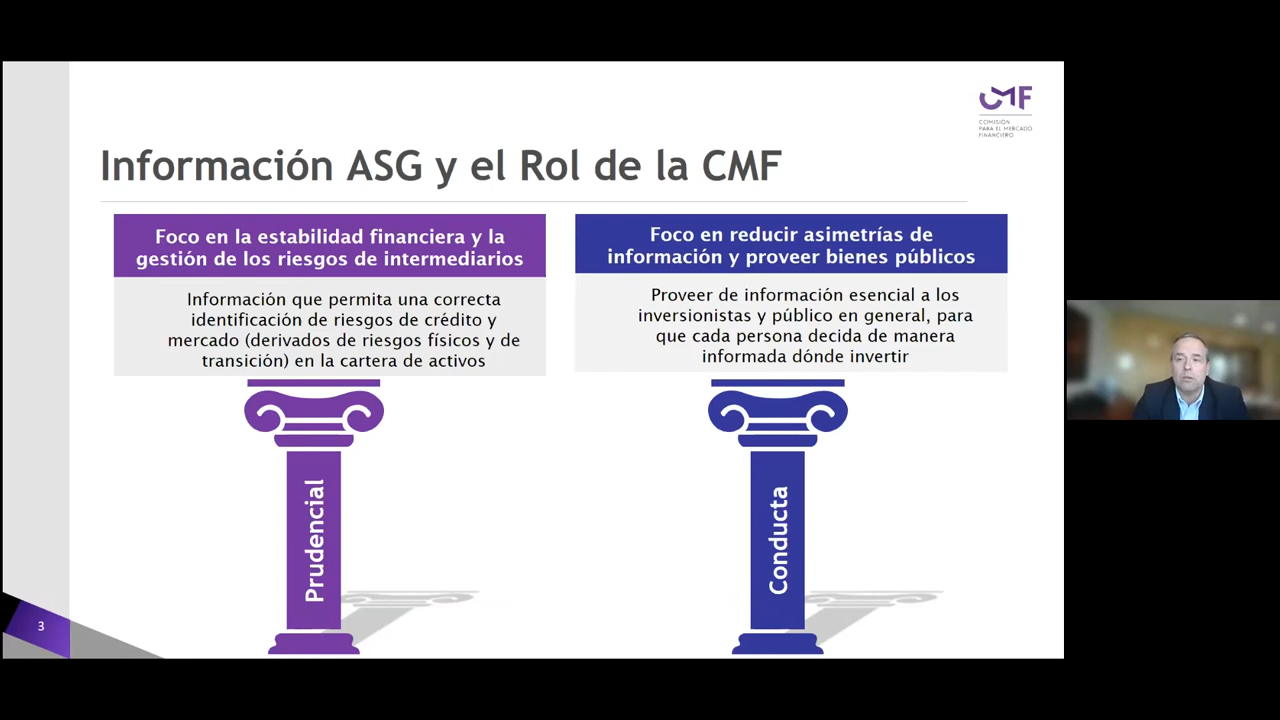 CMF
COMISIÓN
PARA EL MERCADO
FINANCIERO
Información ASG y el Rol de la CMF
Foco en la estabilidad financiera y la
gestión de los riesgos de intermediarios
Información que permita una correcta
identificación de riesgos de crédito y
mercado (derivados de riesgos físicos y de
transición) en la cartera de activos
Prudencial
Foco en reducir asimetrías de
información y proveer bienes públicos
Proveer de información esencial a los
inversionistas y público en general, para
que cada persona decida de manera
informada dónde invertir
Conducta
3